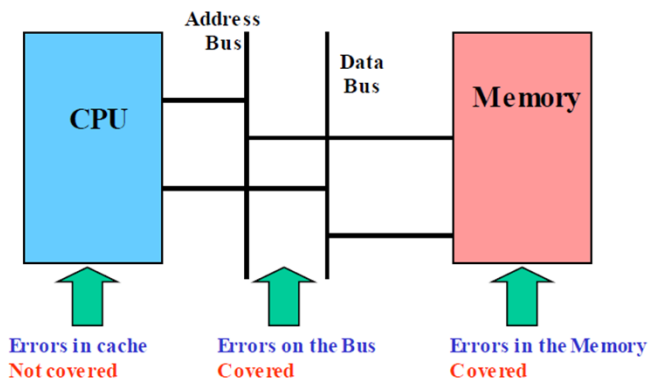 Address
Bus
Data
Bus
CPU
Memory
Errors in cache
Not covered
Errors on the Bus
Covered
Errors in the Memory
Covered